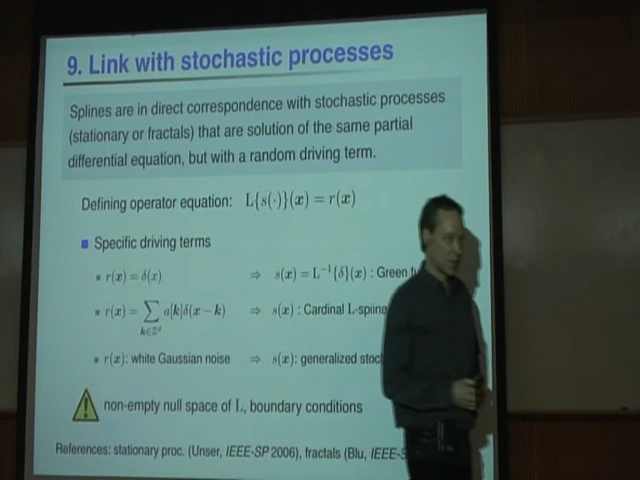 9. Link with stochastic processes
Splines are in direct correspondence with stochastic processes
(stationary or fractals) that are solution of the same partial
differential equation, but with a random driving term.
Defining operator equation: L{s(·)}(x) = r(x)
Specific driving terms
r(x) = δ(x) ⇒ s(x) = L⁻¹{δ}(x) : Green
r(x) = ∑ a[k]δ(x − k) ⇒ s(x) : Cardinal L-spline
k∈ℤᵈ
r(x): white Gaussian noise ⇒ s(x): generalized
non-empty null space of L, boundary conditions
References: stationary proc. (Unser, IEEE-SP 2006), fractals (Blu, IEEE-S